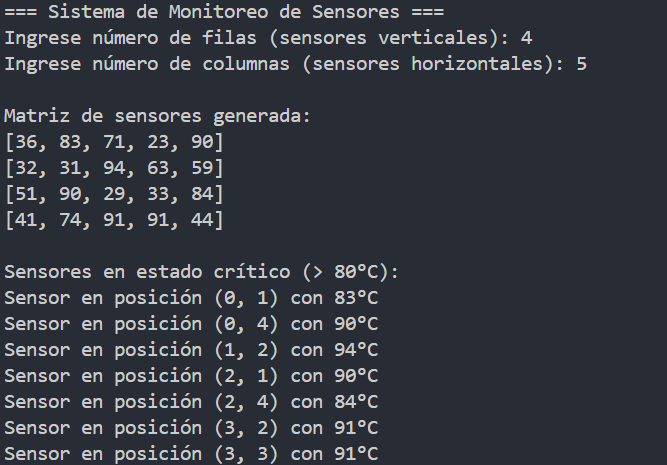 === Sistema de Monitoreo de Sensores ===
Ingrese número de filas (sensores verticales): 4
Ingrese número de columnas (sensores horizontales): 5
Matriz de sensores generada:
[36, 83, 71, 23, 90]
[32, 31, 94, 63, 59]
[51, 90, 29, 33, 84]
[41, 74, 91, 91, 44]
Sensores en estado crítico (> 80°C):
Sensor en posición (0, 1) con 83°C
Sensor en posición (0, 4) con 90°C
Sensor en posición (1, 2) con 94°C
Sensor en posición (2, 1) con 90°C
Sensor en posición (2, 4) con 84°C
Sensor en posición (3, 2) con 91°C
Sensor en posición (3, 3) con 91°C